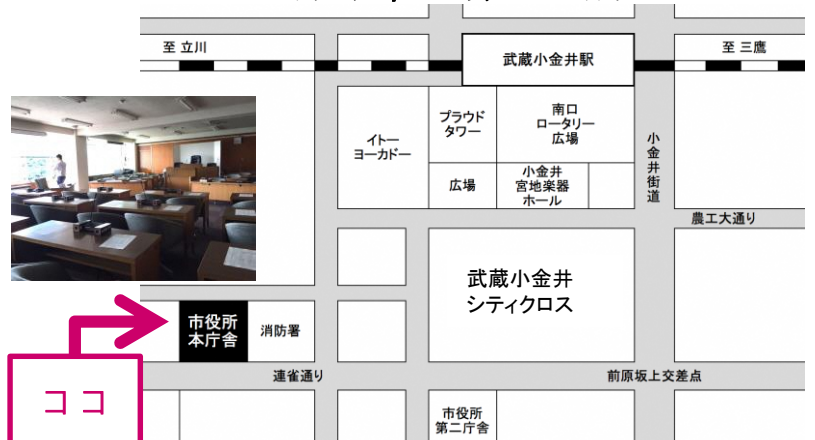 至 立川
武蔵小金井駅
至 三鷹
イトー
ヨーカドー
プラウド
タワー
南口
ロータリー
広場
小金井街道
広場
小金井
宮地楽器
ホール
農工大通り
武蔵小金井
シティクロス
市役所
本庁舎
消防署
ココ
連雀通り
前原坂上交差点
市役所
第二庁舎